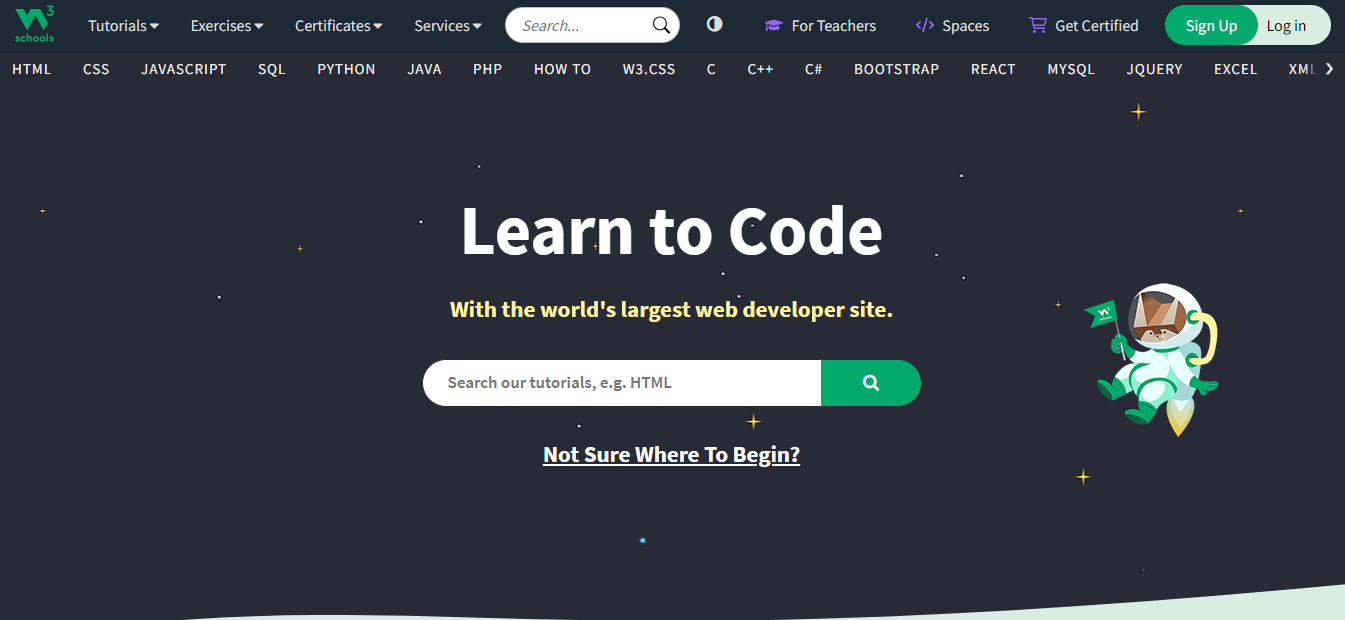 W3 schools
Tutorials Exercises Certificates Services Search... For Teachers Spaces Get Certified Sign Up Log in
HTML CSS JAVASCRIPT SQL PYTHON JAVA PHP HOW TO W3.CSS C C++ C# BOOTSTRAP REACT MYSQL JQUERY EXCEL XML
Learn to Code
With the world's largest web developer site.
W3 schools
Search our tutorials, e.g. HTML
Not Sure Where To Begin?